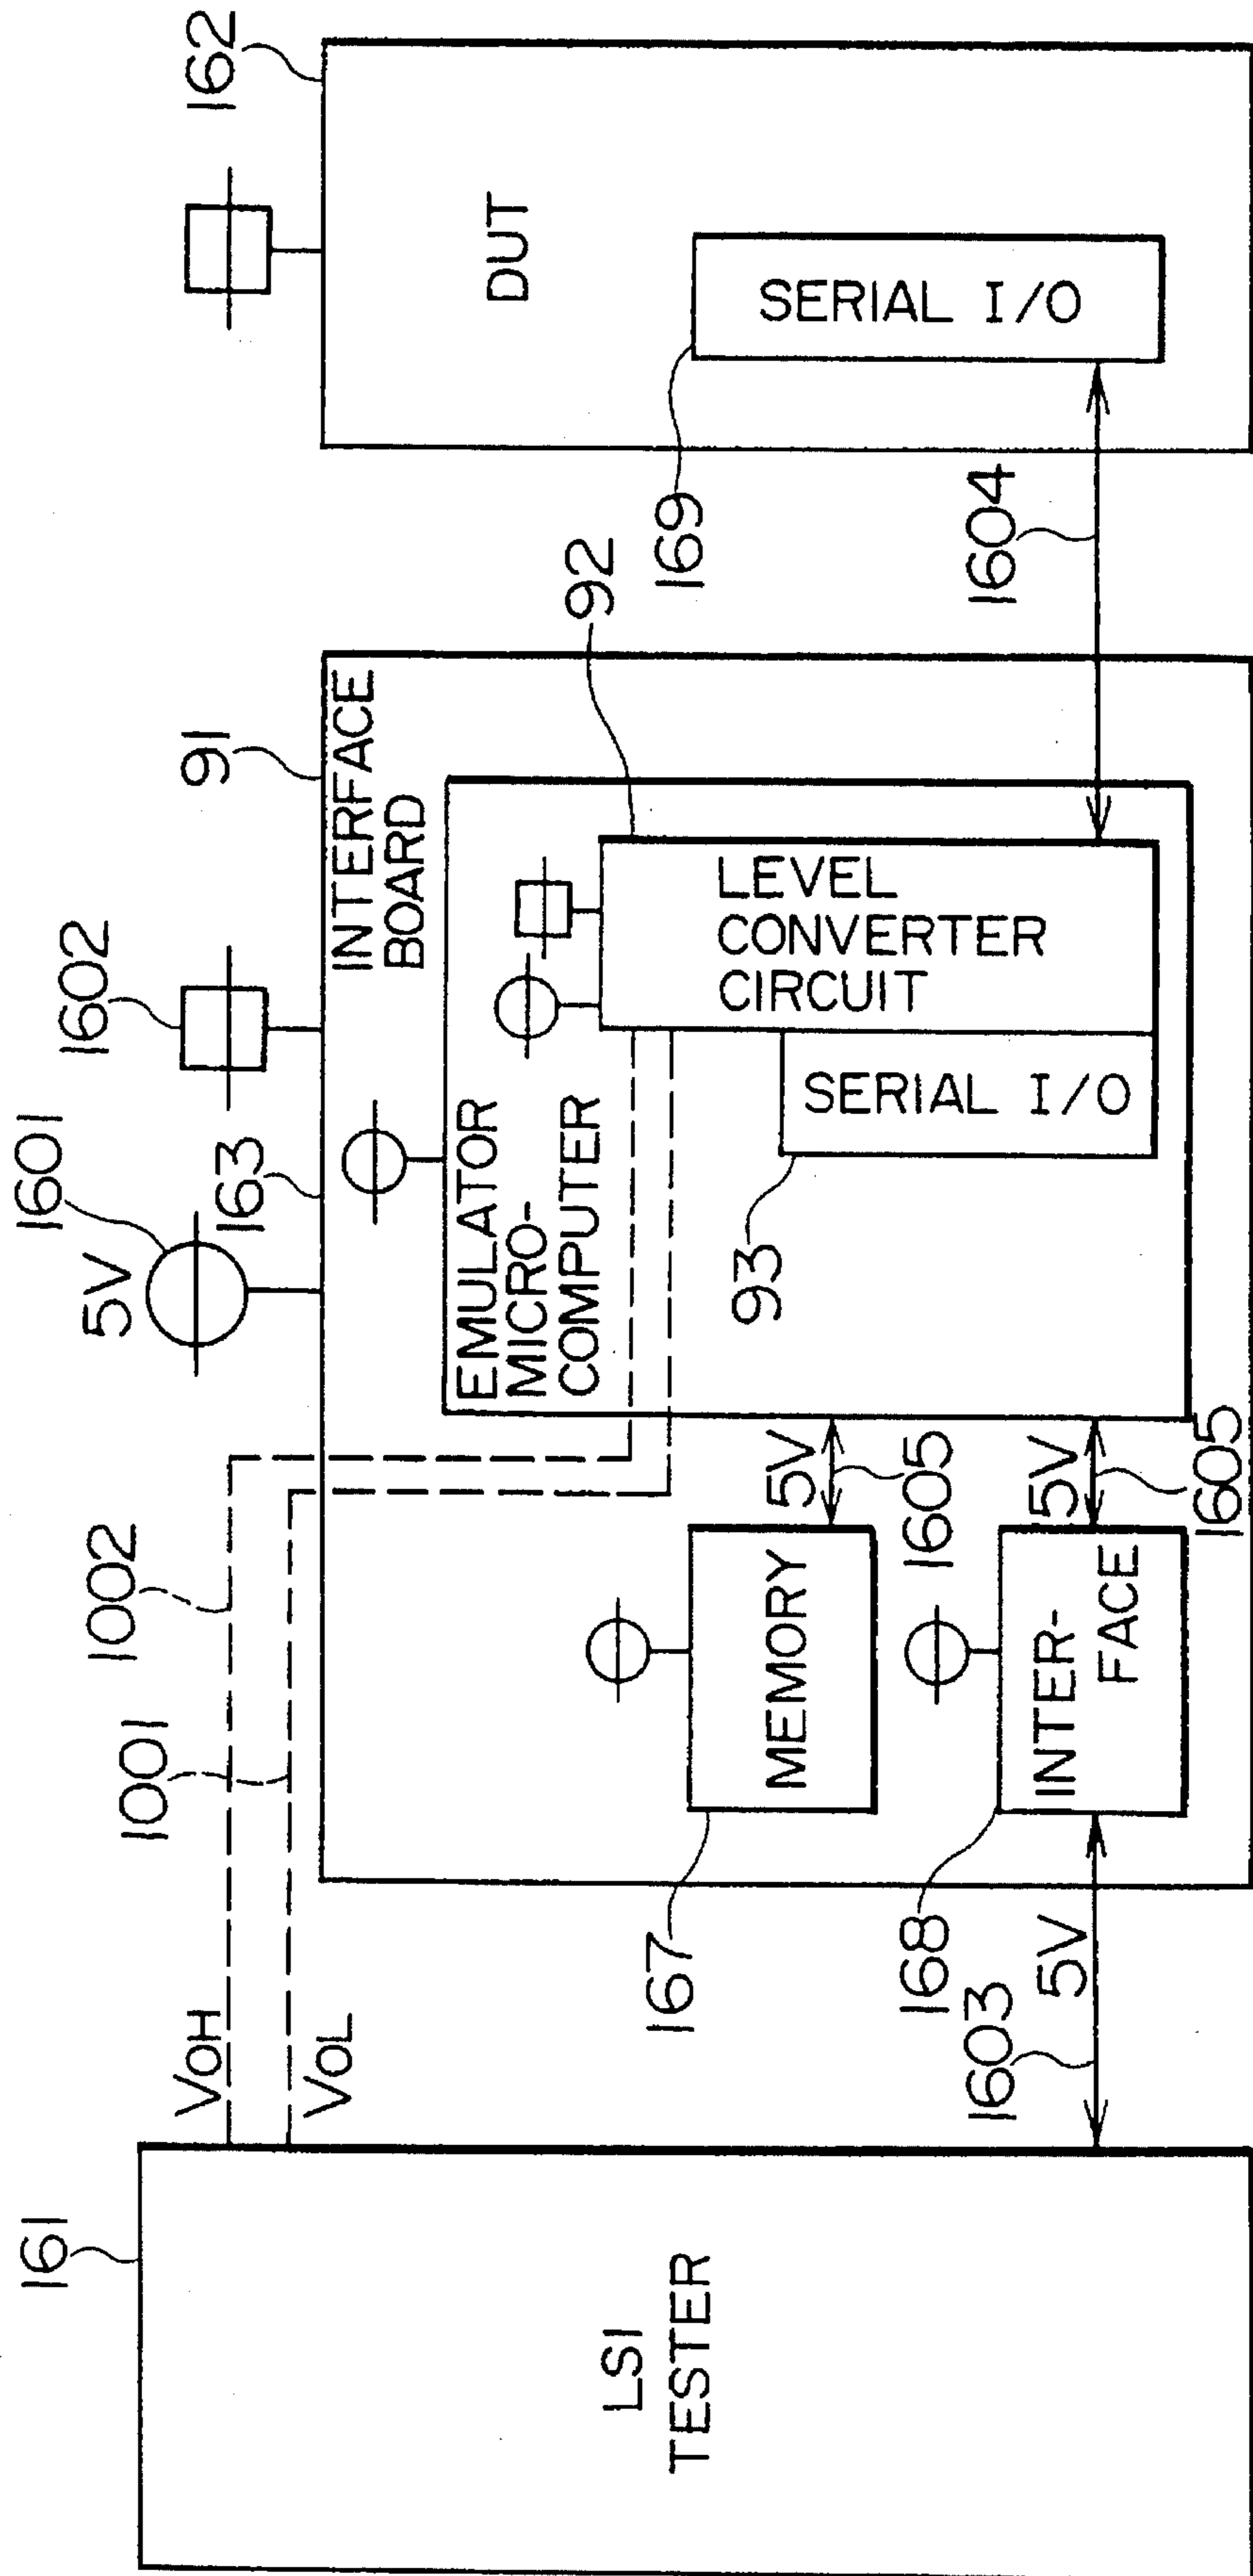 161
LSI
TESTER
VOH
VOL
1001
1002
1603
5V
167
MEMORY
168
INTER-
FACE
5V
1605
5V
1605
5V
1601
163
1602
91
INTERFACE
BOARD
EMULATOR
MICRO-
COMPUTER
93
SERIAL I/O
LEVEL
CONVERTER
CIRCUIT
92
1604
162
DUT
169
SERIAL I/O